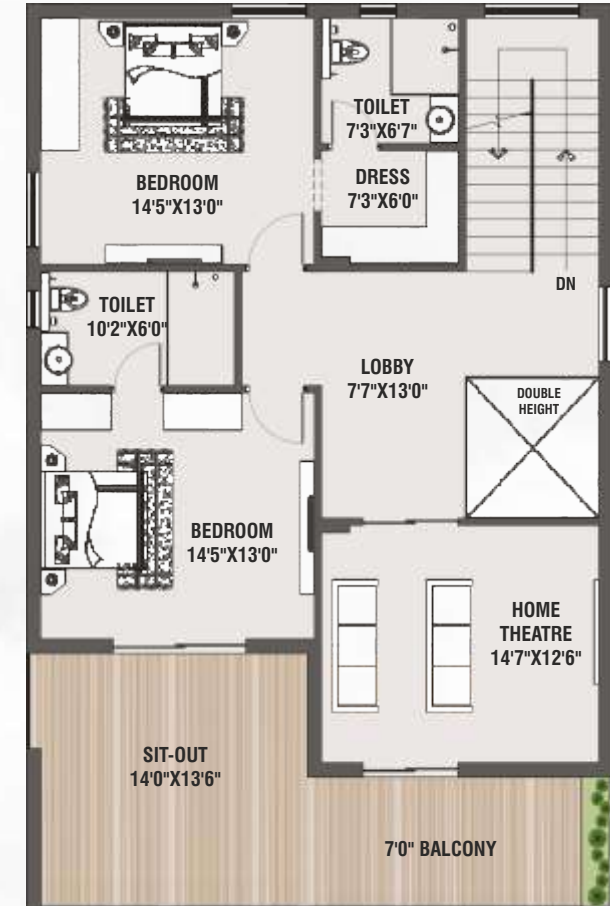 TOILET
7'3"X6'7"
BEDROOM
14'5"X13'0"
DRESS
7'3"X6'0"
DN
TOILET
10'2"X6'0"
LOBBY
7'7"X13'0"
DOUBLE
HEIGHT
BEDROOM
14'5"X13'0"
HOME
THEATRE
14'7"X12'6"
SIT-OUT
14'0"X13'6"
7'0" BALCONY